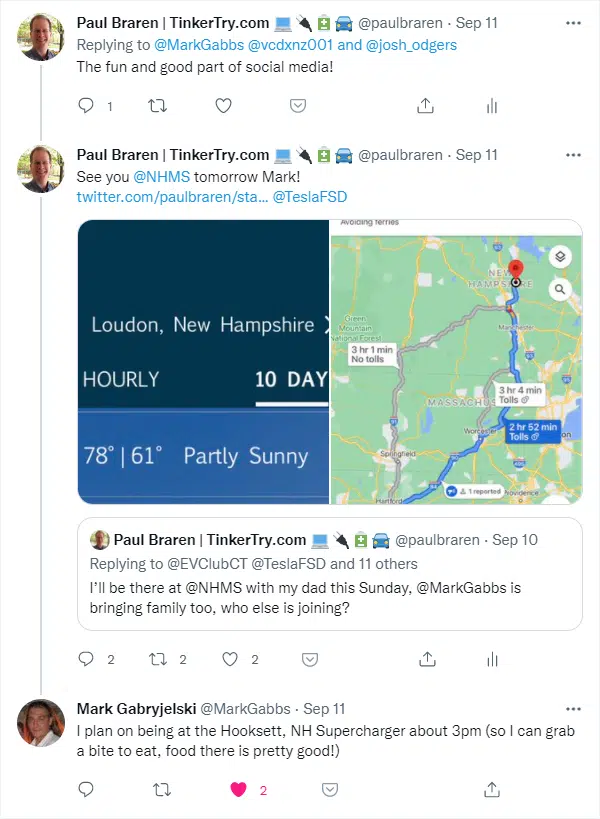 Paul Braren | TinkerTry.com 💻 🔌 🔋 🚘 @paulbraren · Sep 11
Replying to @MarkGabbs @vcdxnz001 and @josh_odgers
The fun and good part of social media!
1
Paul Braren | TinkerTry.com 💻 🔌 🔋 🚘 @paulbraren · Sep 11
See you @NHMS tomorrow Mark!
twitter.com/paulbraren/sta... @TeslaFSD
Loudon, New Hampshire
HOURLY 10 DAY
78° | 61° Partly Sunny
Avoiding ferries
NEW
HAMPSHIRE
Manchester
Green
Mountain
National Forest
3 hr 1 min
No tolls
3 hr 4 min
Tolls
MASSACHUS
2 hr 52 min
Tolls
Worcester
on
Springfield
1 reported
Providence
Hartford
Paul Braren | TinkerTry.com 💻 🔌 🔋 🚘 @paulbraren · Sep 10
Replying to @EVClubCT @TeslaFSD and 11 others
I’ll be there at @NHMS with my dad this Sunday, @MarkGabbs is
bringing family too, who else is joining?
2 2 2
Mark Gabryjelski @MarkGabbs · Sep 11
I plan on being at the Hooksett, NH Supercharger about 3pm (so I can grab
a bite to eat, food there is pretty good!)
2